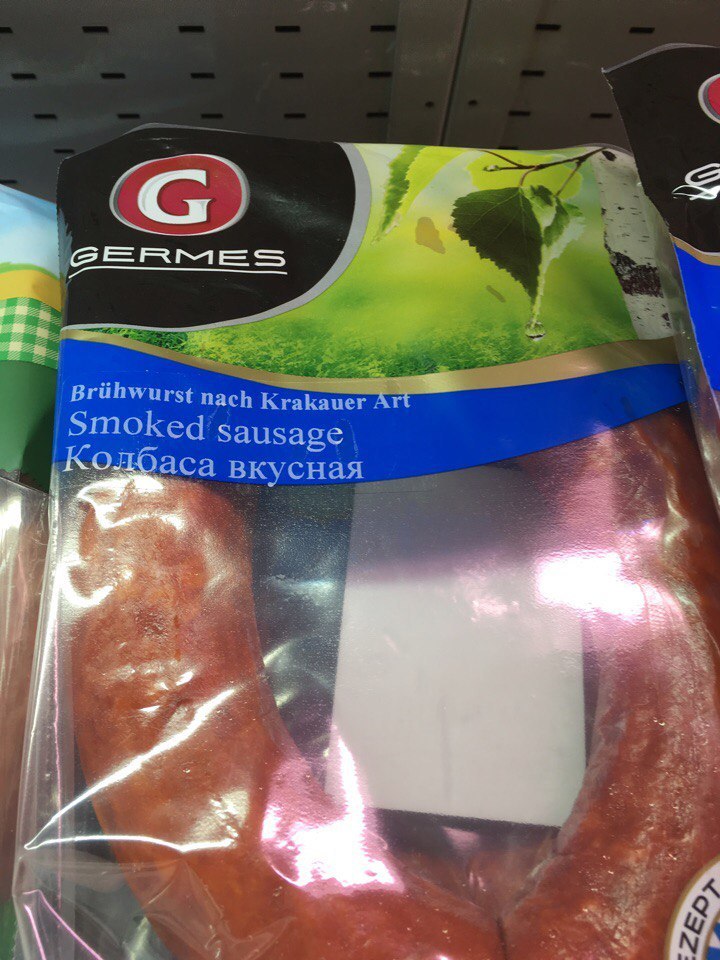 G
GERMES
Brühwurst nach Krakauer Art
Smoked sausage
Колбаса вкусная